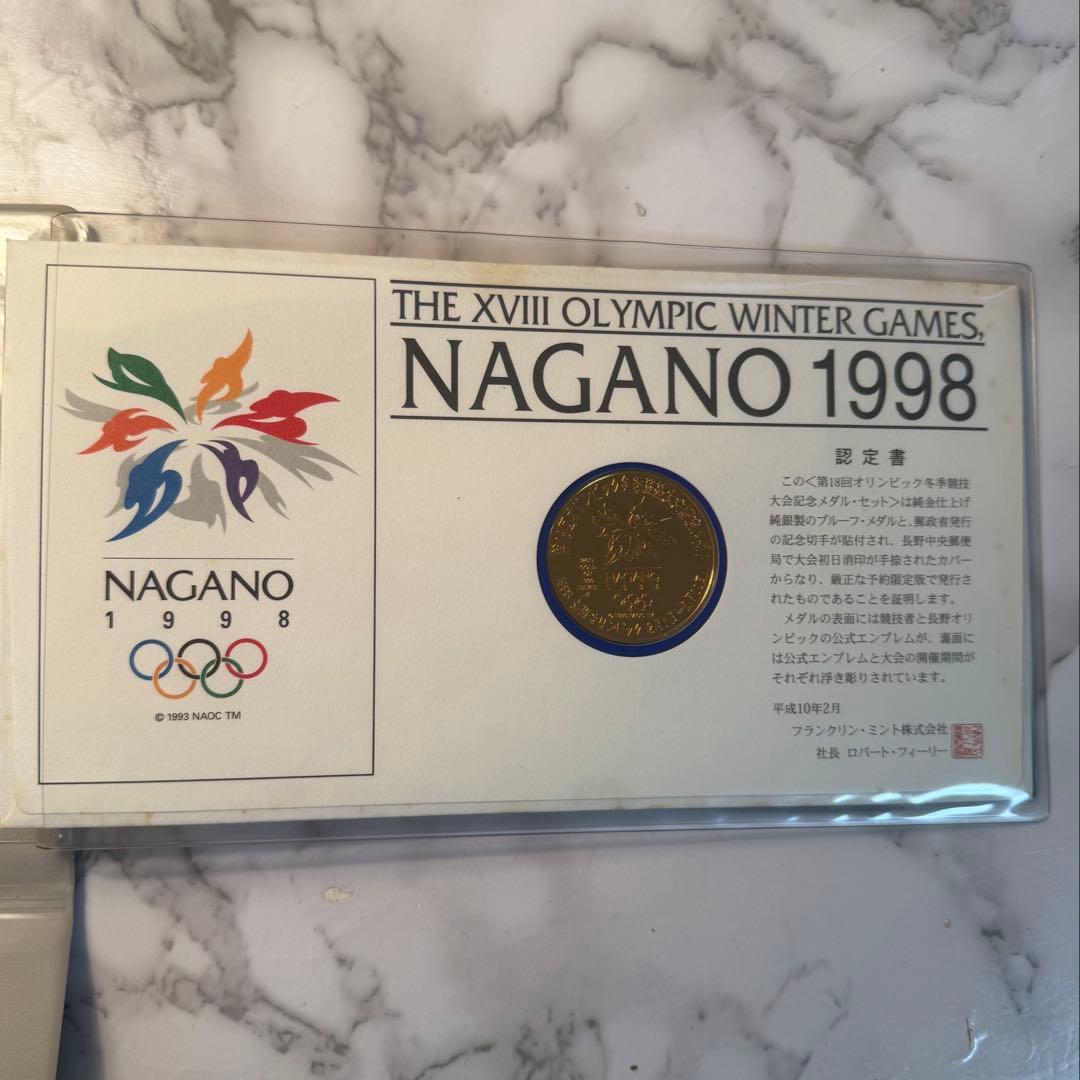 THE XVIII OLYMPIC WINTER GAMES,
NAGANO 1998
NAGANO
1998
© 1993 NAOC TM
NAGANO
認定書
この<第18回オリンピック冬季競技
大会記念メダル・セット>は純金仕上げ
純銀製のプルーフ・メダルと、郵政省発行
の記念切手が貼付され、長野中央郵便
局で大会初日消印が手捺されたカバー
からなり、厳正な予約限定版で発行さ
れたものであることを証明します。
メダルの表面には競技者と長野オリ
ンピックの公式エンブレムが、裏面に
は公式エンブレムと大会の開催期間が
それぞれ浮き彫りされています。
平成10年2月
フランクリン・ミント株式会社
社長 ロバート・フィーリー